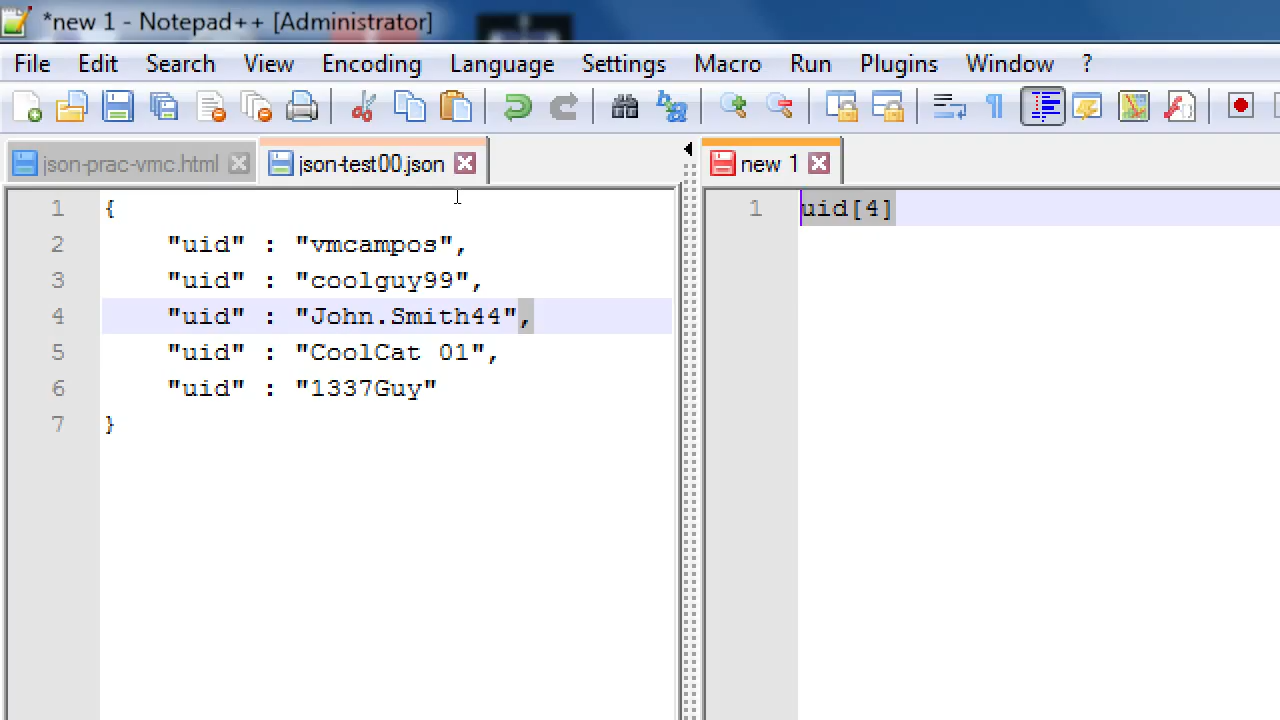 *new 1 - Notepad++ [Administrator]
File Edit Search View Encoding Language Settings Macro Run Plugins Window ?
json-prac-vmc.html json-test00.json new 1
1 {
2 "uid" : "vmcampos",
3 "uid" : "coolguy99",
4 "uid" : "John.Smith44",
5 "uid" : "CoolCat 01",
6 "uid" : "1337Guy"
7 }
1 uid[4]